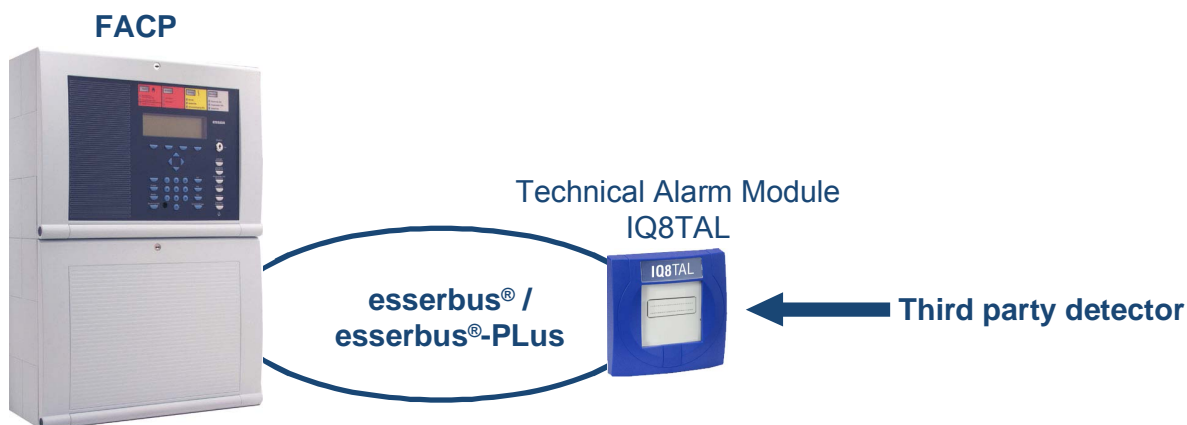 FACP
Technical Alarm Module
IQ8TAL
IQ8TAL
esserbus® /
esserbus®-PLus
Third party detector